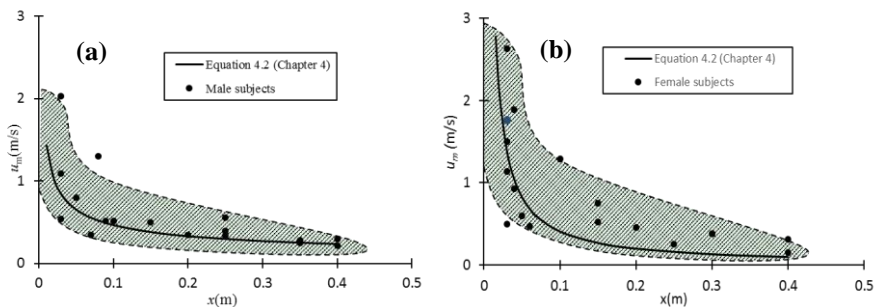 (a)
3
2
1
0
u_m(m/s)
Equation 4.2 (Chapter 4)
Male subjects
0
0.1
0.2
0.3
0.4
0.5
x(m)
(b)
3
2
1
0
u_m (m/s)
Equation 4.2 (Chapter 4)
Female subjects
0
0.1
0.2
0.3
0.4
0.5
x(m)